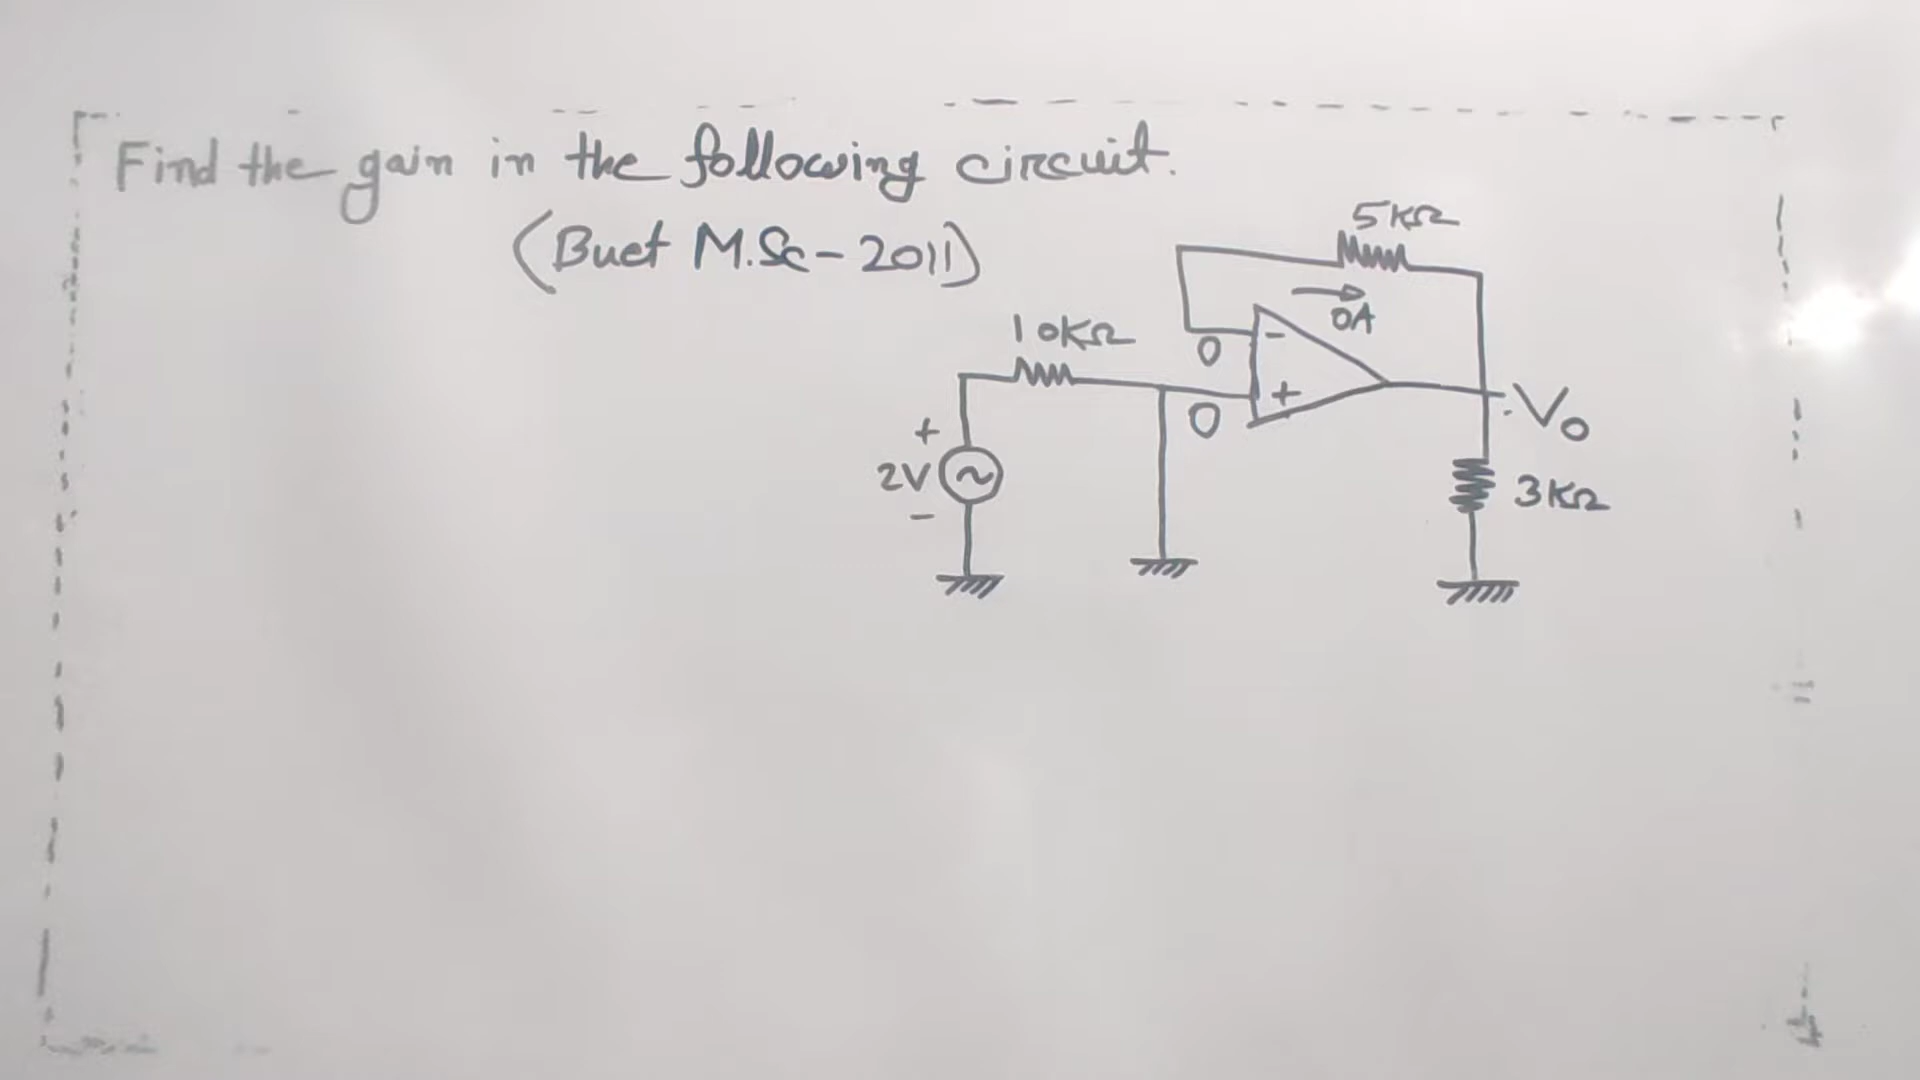 Find the gain in the following circuit.
(Buet M.Sc-2011)
5KΩ
0A
10KΩ
0
-
0
+
Vo
+
2V
-
3KΩ